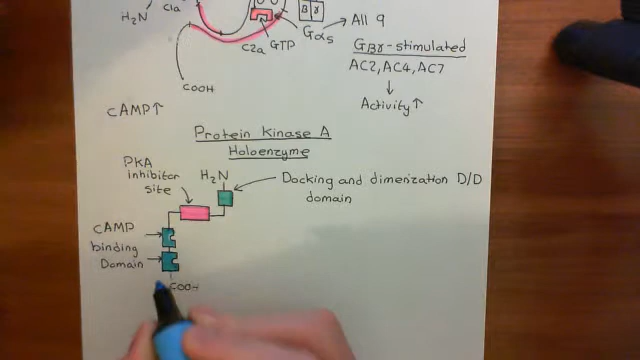 C1a
H₂N
C2a
GTP
Gαs
β γ
All 9
Gβγ-stimulated
AC2, AC4, AC7
Activity↑
COOH
cAMP↑
Protein Kinase A
Holoenzyme
PKA
inhibitor
site
H₂N
Docking and dimerization D/D
domain
cAMP
binding
Domain
COOH